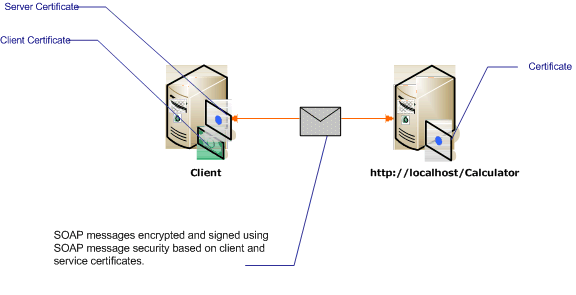 Server Certificate
Client Certificate
Certificate
Client
http://localhost/Calculator
SOAP messages encrypted and signed using
SOAP message security based on client and
service certificates.